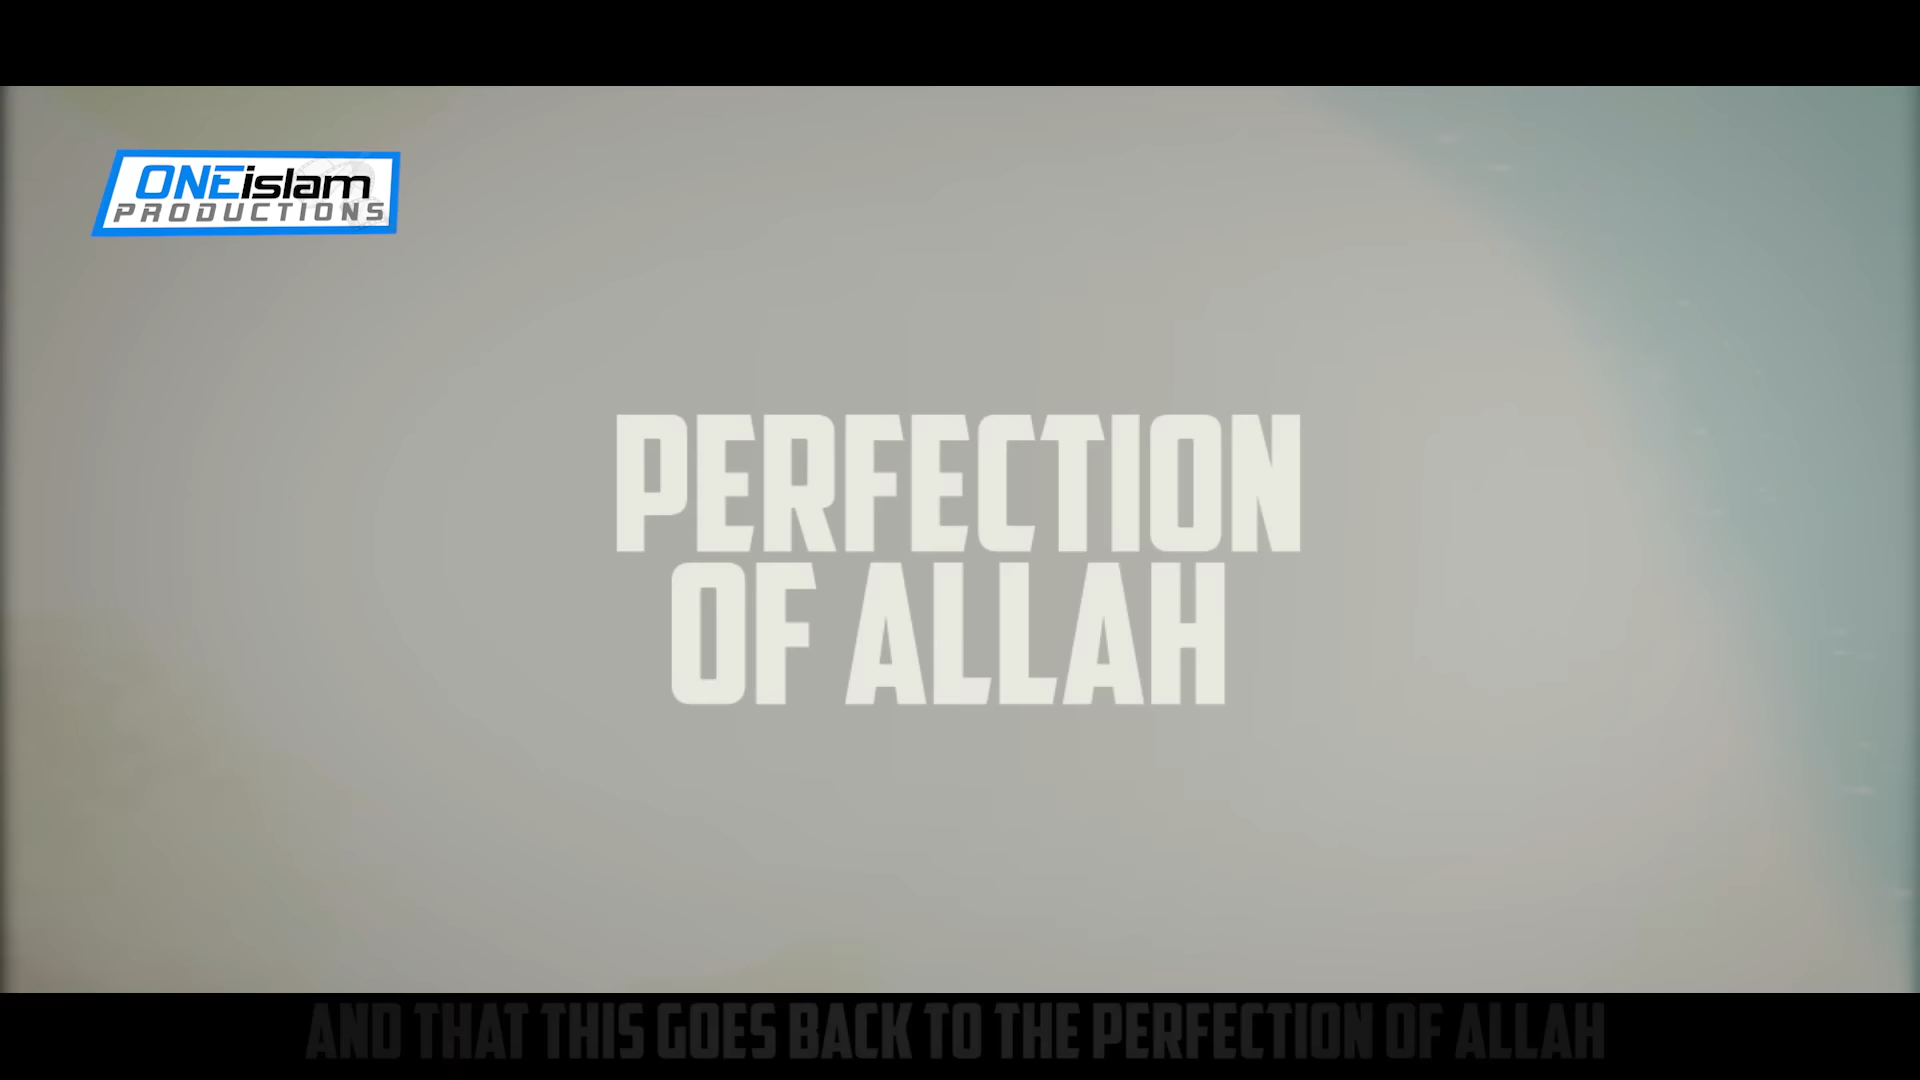 ONEislam
PRODUCTIONS
PERFECTION
OF ALLAH
AND THAT THIS GOES BACK TO THE PERFECTION OF ALLAH